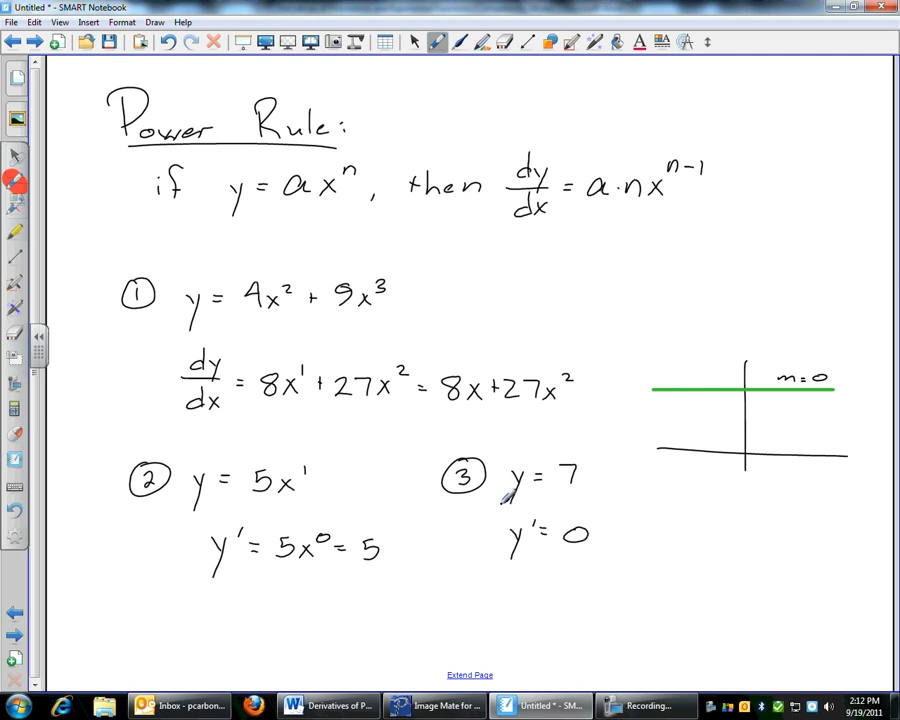 Untitled * - SMART Notebook
File Edit View Insert Format Draw Help
Power Rule:
if y = ax^n, then dy/dx = a·nx^(n-1)
① y = 4x² + 9x³
dy/dx = 8x¹ + 27x² = 8x + 27x²
m = 0
② y = 5x¹
y' = 5x⁰ = 5
③ y = 7
y' = 0
Extend Page
Inbox - pcarbon...
Derivatives of P...
Image Mate for ...
Untitled * - SM...
Recording...
2:12 PM
9/19/2011